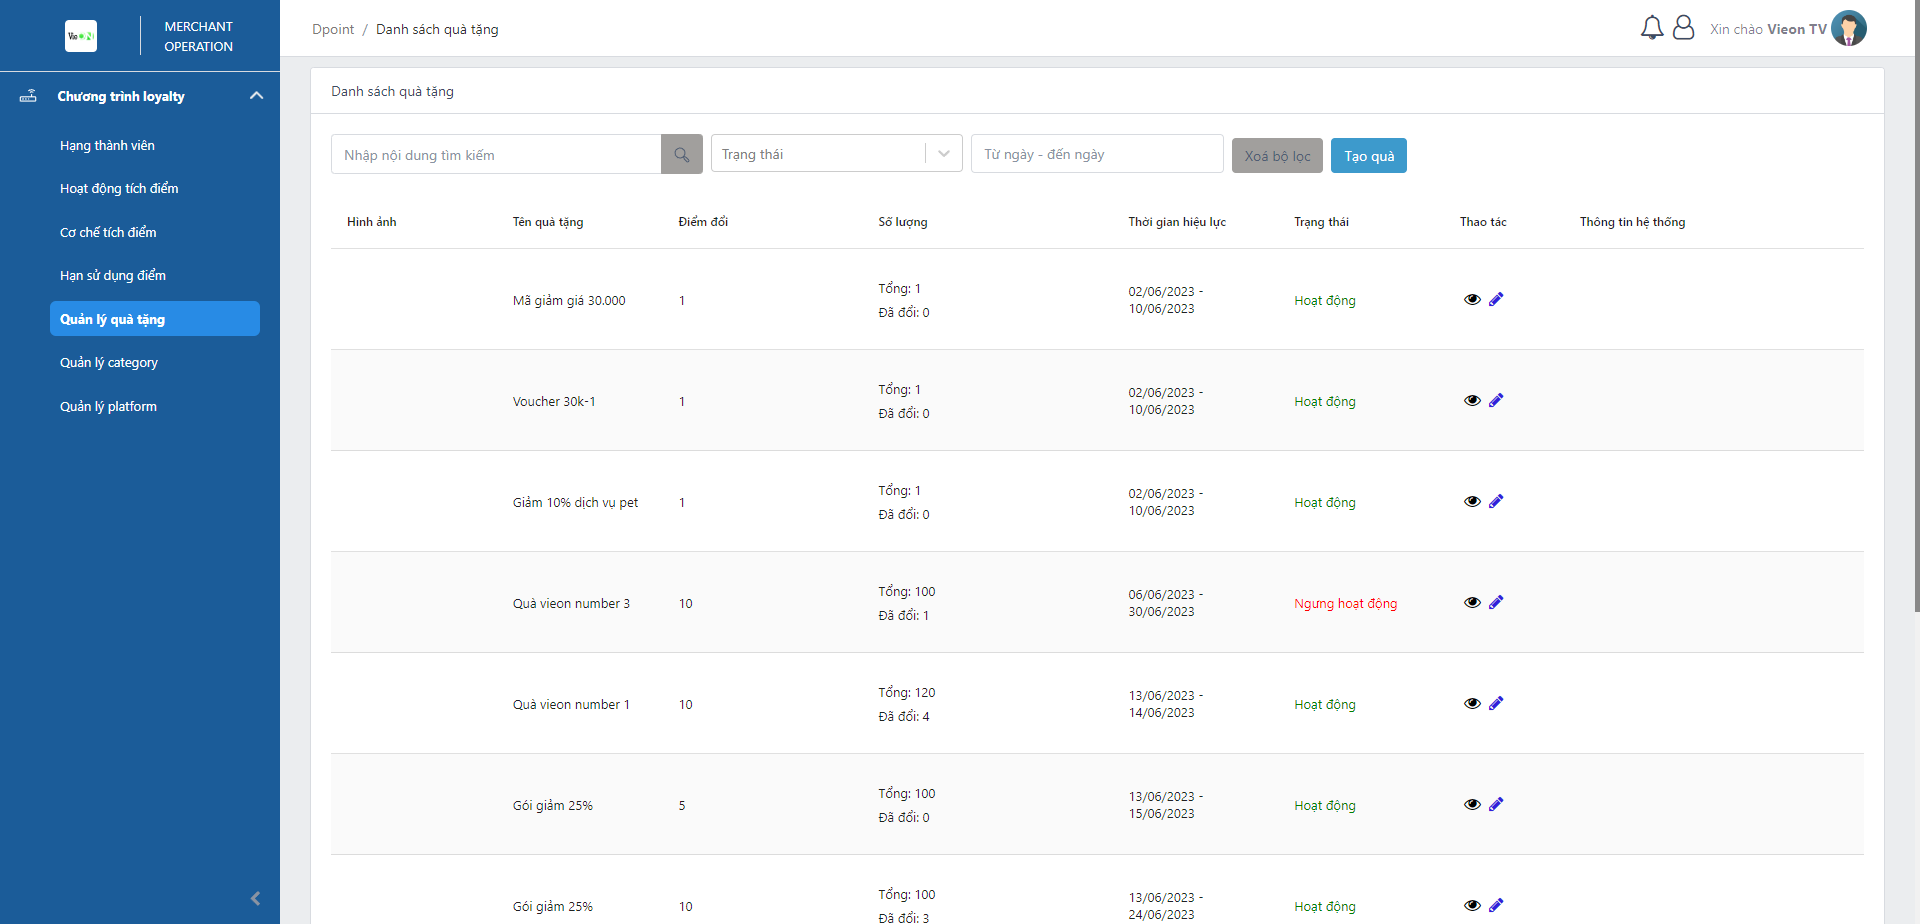 Vie ON
MERCHANT
OPERATION
Chương trình loyalty
Hạng thành viên
Hoạt động tích điểm
Cơ chế tích điểm
Hạn sử dụng điểm
Quản lý quà tặng
Quản lý category
Quản lý platform
Dpoint / Danh sách quà tặng
Xin chào Vieon TV
Danh sách quà tặng
Nhập nội dung tìm kiếm
Trạng thái
Từ ngày - đến ngày
Xoá bộ lọc
Tạo quà
Hình ảnh Tên quà tặng Điểm đổi Số lượng Thời gian hiệu lực Trạng thái Thao tác Thông tin hệ thống
Mã giảm giá 30.000
1
Tổng: 1
Đã đổi: 0
02/06/2023 -
10/06/2023
Hoạt động
Voucher 30k-1
1
Tổng: 1
Đã đổi: 0
02/06/2023 -
10/06/2023
Hoạt động
Giảm 10% dịch vụ pet
1
Tổng: 1
Đã đổi: 0
02/06/2023 -
10/06/2023
Hoạt động
Quà vieon number 3
10
Tổng: 100
Đã đổi: 1
06/06/2023 -
30/06/2023
Ngưng hoạt động
Quà vieon number 1
10
Tổng: 120
Đã đổi: 4
13/06/2023 -
14/06/2023
Hoạt động
Gói giảm 25%
5
Tổng: 100
Đã đổi: 0
13/06/2023 -
15/06/2023
Hoạt động
Gói giảm 25%
10
Tổng: 100
Đã đổi: 3
13/06/2023 -
24/06/2023
Hoạt động